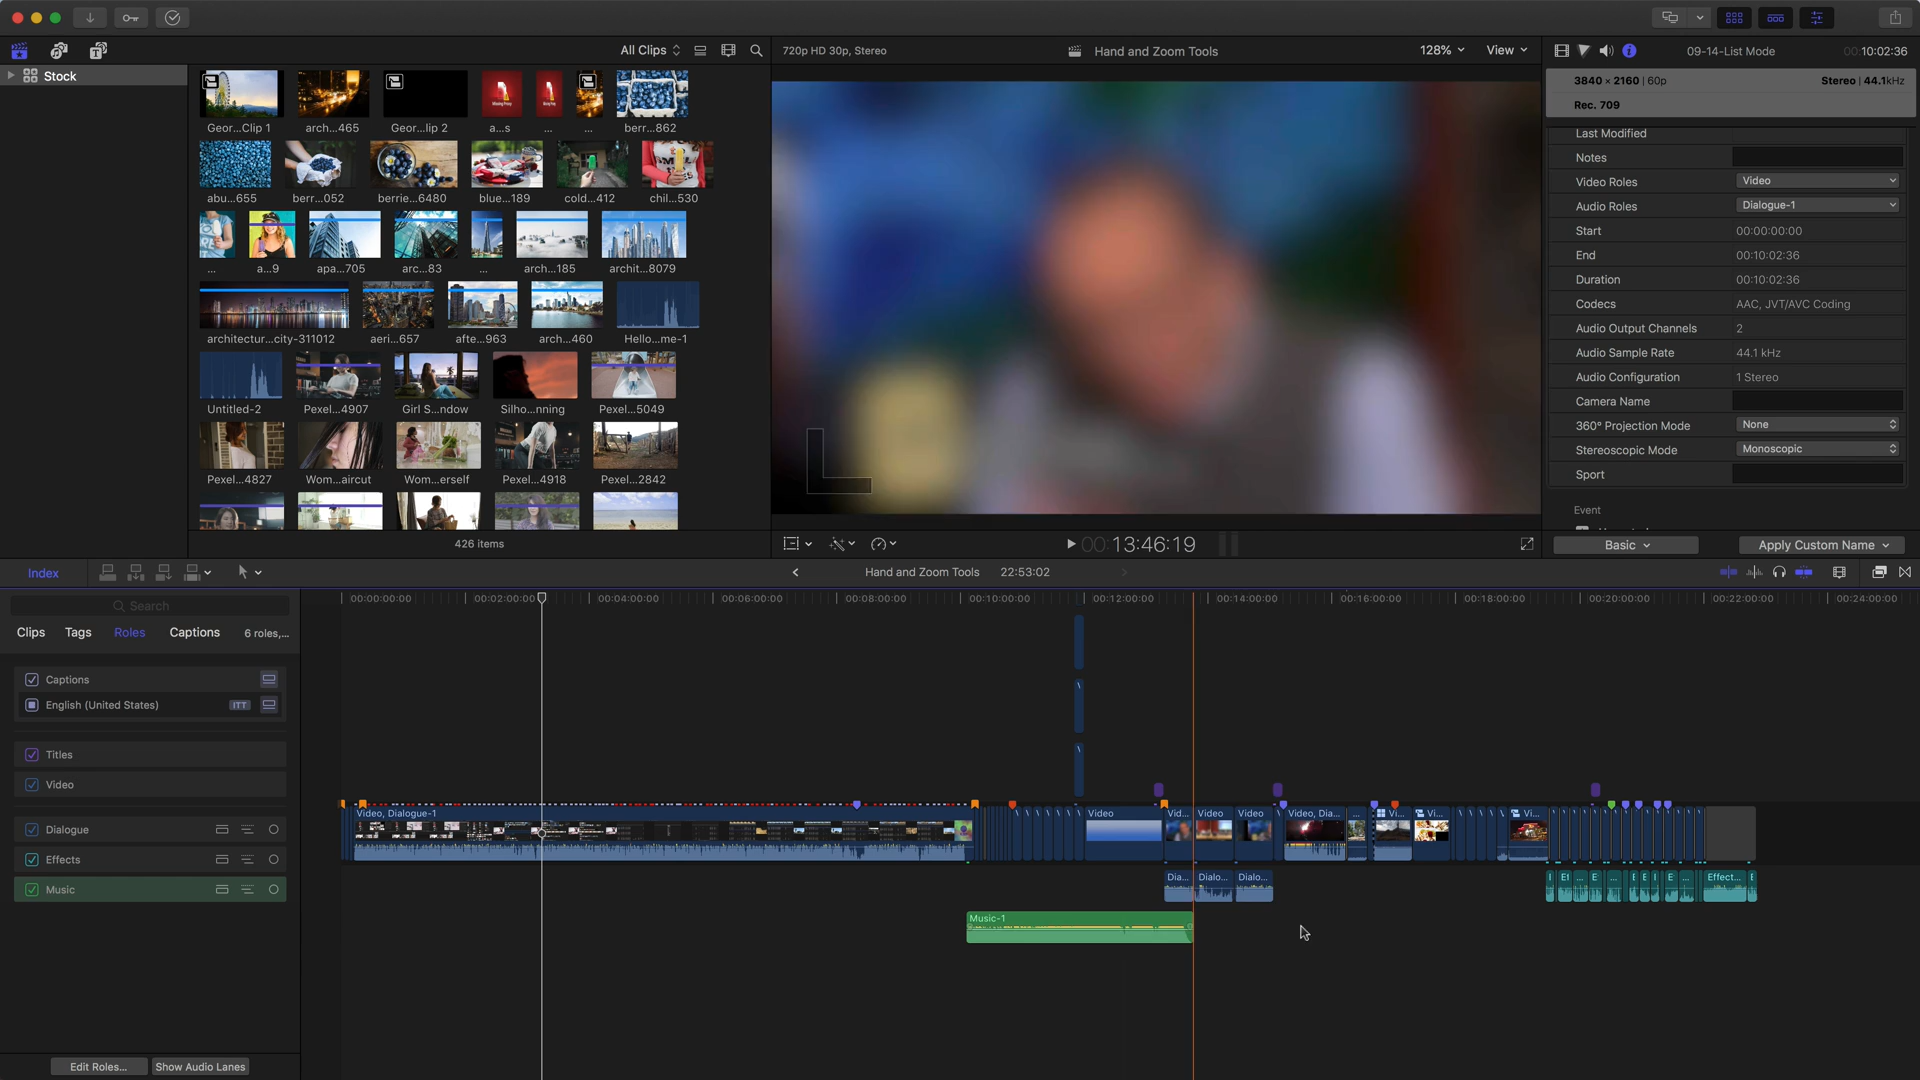 720p HD 30p, Stereo
Hand and Zoom Tools
128%
View
09-14-List Mode
00:10:02:36
All Clips
Stock
3840 × 2160 | 60p
Stereo | 44.1kHz
Rec. 709
Geor...Clip 1
arch...465
Geor...lip 2
a...s
...
...
berr...862
abu...655
berr...052
berrie...6480
blue...189
cold...412
chil...530
...
a...9
apa...705
arc...83
...
arch...185
archit...8079
architectur...city-311012
aeri...657
afte...963
arch...460
Hello...me-1
Untitled-2
Pexel...4907
Girl S...ndow
Silho...nning
Pexel...5049
Pexel...4827
Wom...aircut
Wom...erself
Pexel...4918
Pexel...2842
426 items
Last Modified
Notes
Video Roles
Video
Audio Roles
Dialogue-1
Start
00:00:00:00
End
00:10:02:36
Duration
00:10:02:36
Codecs
AAC, JVT/AVC Coding
Audio Output Channels
2
Audio Sample Rate
44.1 kHz
Audio Configuration
1 Stereo
Camera Name
360° Projection Mode
None
Stereoscopic Mode
Monoscopic
Sport
Event
Basic
Apply Custom Name
00:13:46:19
Index
Hand and Zoom Tools
22:53:02
Search
Clips
Tags
Roles
Captions
6 roles,...
Captions
English (United States)
ITT
Titles
Video
Dialogue
Effects
Music
Edit Roles...
Show Audio Lanes
00:00:00:00
00:02:00:00
00:04:00:00
00:06:00:00
00:08:00:00
00:10:00:00
00:12:00:00
00:14:00:00
00:16:00:00
00:18:00:00
00:20:00:00
00:22:00:00
00:24:00:00
Video, Dialogue-1
Video
Vid...
Video
Video
Video, Dia...
...
Vi...
Vi...
Vi...
Dia...
Dialo...
Dialo...
I
El
...
E
...
E
E
I
E
...
Effect...
E
Music-1